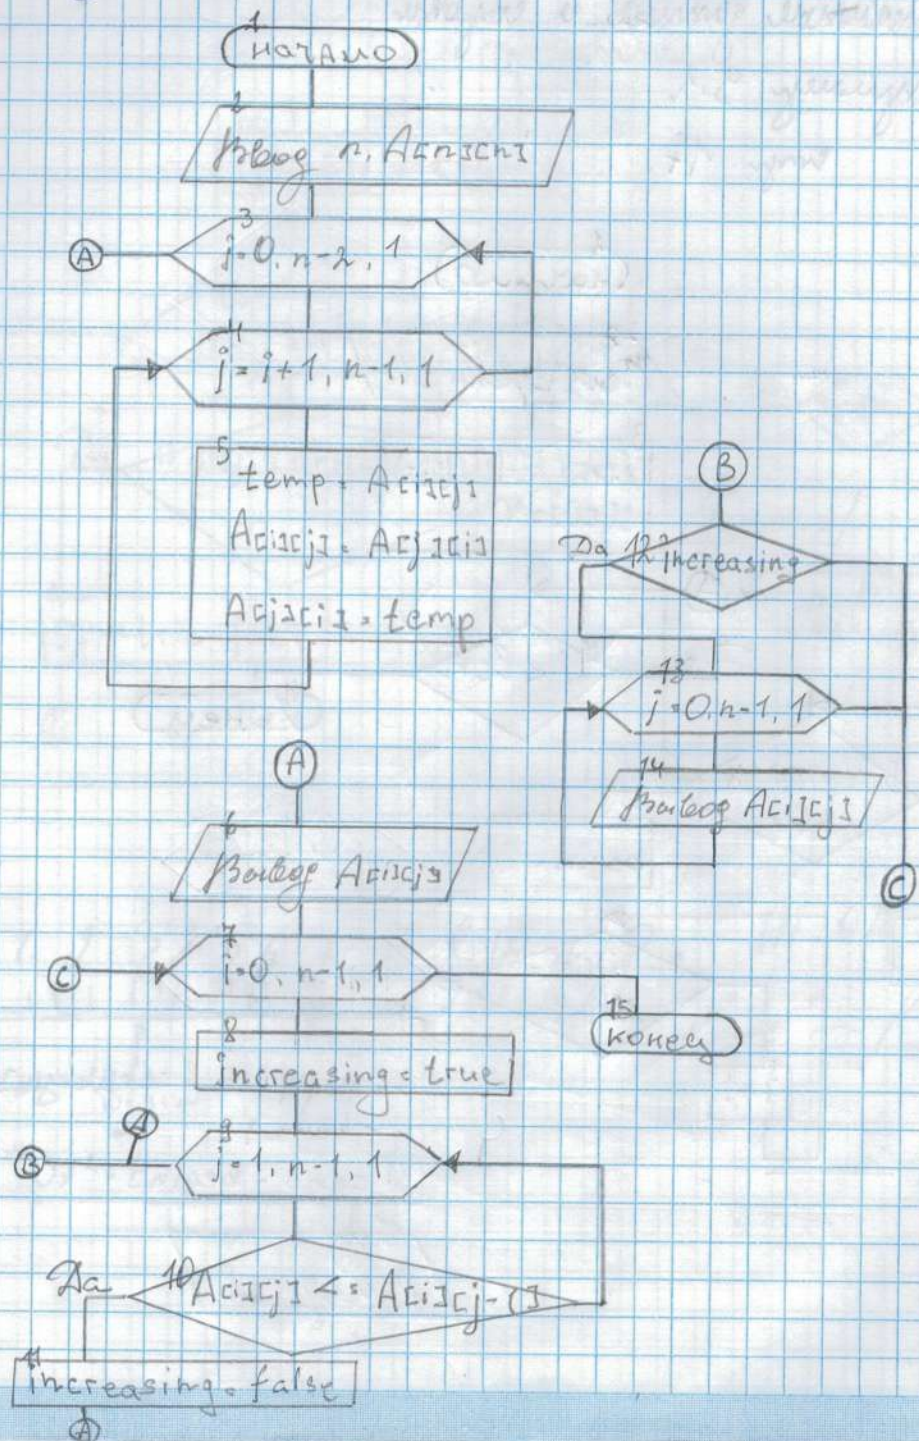 1
начало
2
Ввод n, A[n][n]
3
i=0, n-2, 1
A
4
j=i+1, n-1, 1
5
temp = A[i][j]
A[i][j] = A[j][i]
A[j][i] = temp
A
6
Вывод A[i][j]
7
i=0, n-1, 1
C
8
increasing = true
A
9
j=1, n-1, 1
B
10
Да
A[i][j] <= A[i][j-1]
11
increasing = false
A
B
12
Да
increasing
13
j=0, n-1, 1
14
Вывод A[i][j]
C
15
конец